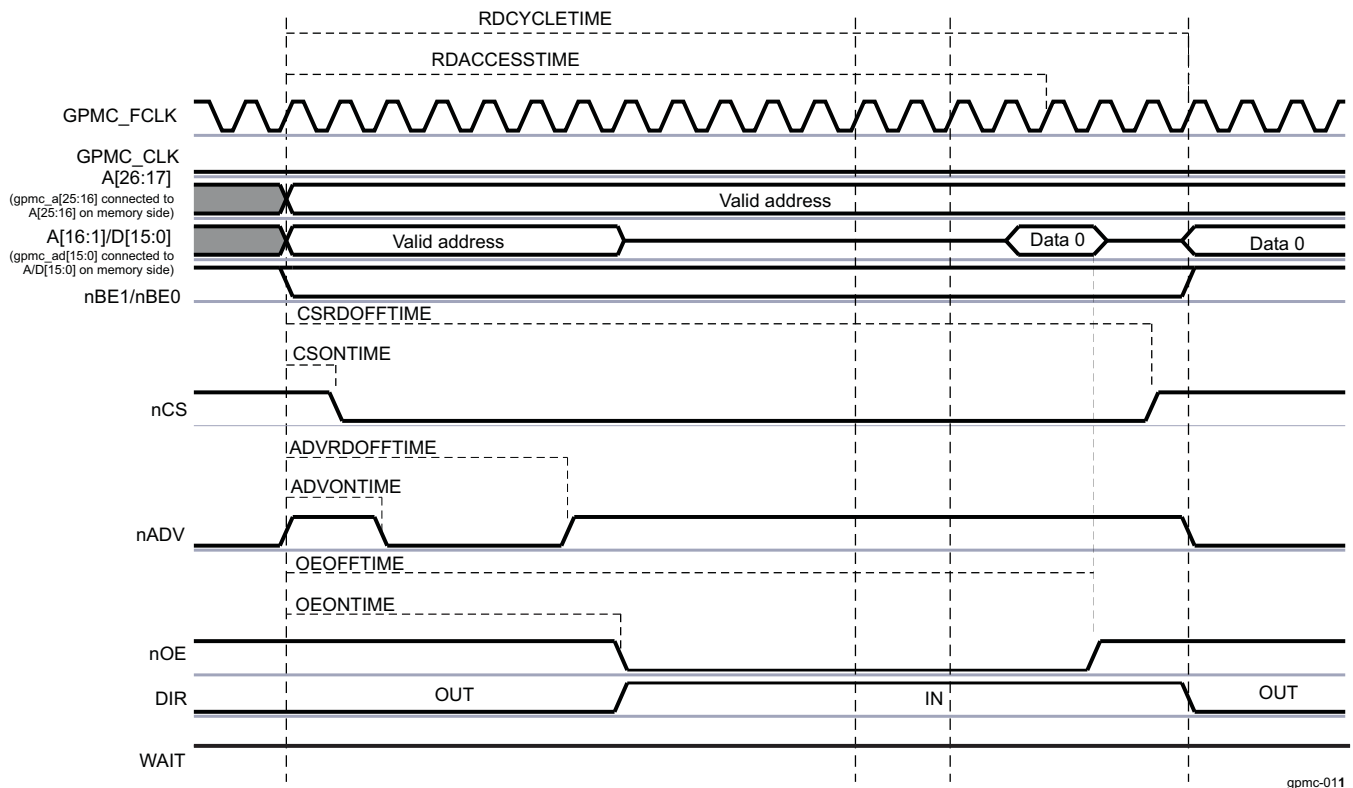 RDCYCLETIME
RDACCESSTIME
GPMC_FCLK
GPMC_CLK
A[26:17]
(gpmc_a[25:16] connected to
A[25:16] on memory side)
Valid address
A[16:1]/D[15:0]
(gpmc_ad[15:0] connected to
A/D[15:0] on memory side)
Valid address
Data 0
Data 0
nBE1/nBE0
CSRDOFFTIME
CSONTIME
nCS
ADVRDOFFTIME
ADVONTIME
nADV
OEOFFTIME
OEONTIME
nOE
DIR
OUT
IN
OUT
WAIT
gpmc-011